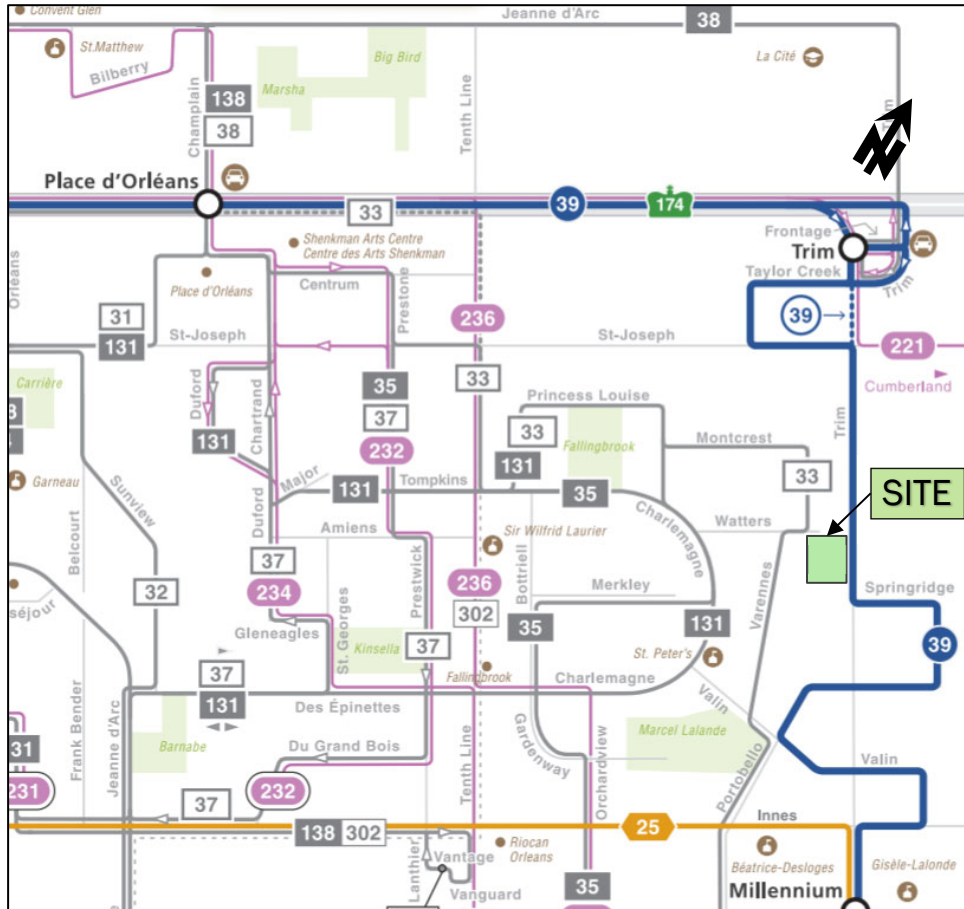 Convent Glen
Jeanne d'Arc
38
St.Matthew
Bilberry
Big Bird
Marsha
La Cité
Champlain
138
38
Tenth Line
Trim
Place d'Orléans
33
39
174
Frontage
Trim
Taylor Creek
Trim
Shenkman Arts Centre
Centre des Arts Shenkman
Orléans
Place d'Orléans
Centrum
Prestone
236
39
31
131
St-Joseph
St-Joseph
221
Cumberland
Carrière
Duford
Chartrand
35
37
232
33
Princess Louise
33
131
Fallingbrook
Montcrest
33
Trim
SITE
131
Garneau
Sunview
Belcourt
Major
131
Tompkins
35
Charlemagne
Watters
Duford
Amiens
Sir Wilfrid Laurier
37
234
Prestwick
236
302
Bottriell
Merkley
35
131
Varennes
Springridge
32
séjour
Gleneagles
St. Georges
Kinsella
37
Fallingbrook
St. Peter's
39
37
131
Charlemagne
Valin
Des Épinettes
Frank Bender
Jeanne d'Arc
Barnabe
Du Grand Bois
Tenth Line
Gardenway
Orchardview
Marcel Lalande
Portobello
Valin
31
231
37
232
138
302
25
Innes
Lanthier
Vantage
Vanguard
Riocan
Orleans
35
Béatrice-Desloges
Gisèle-Lalonde
Millennium